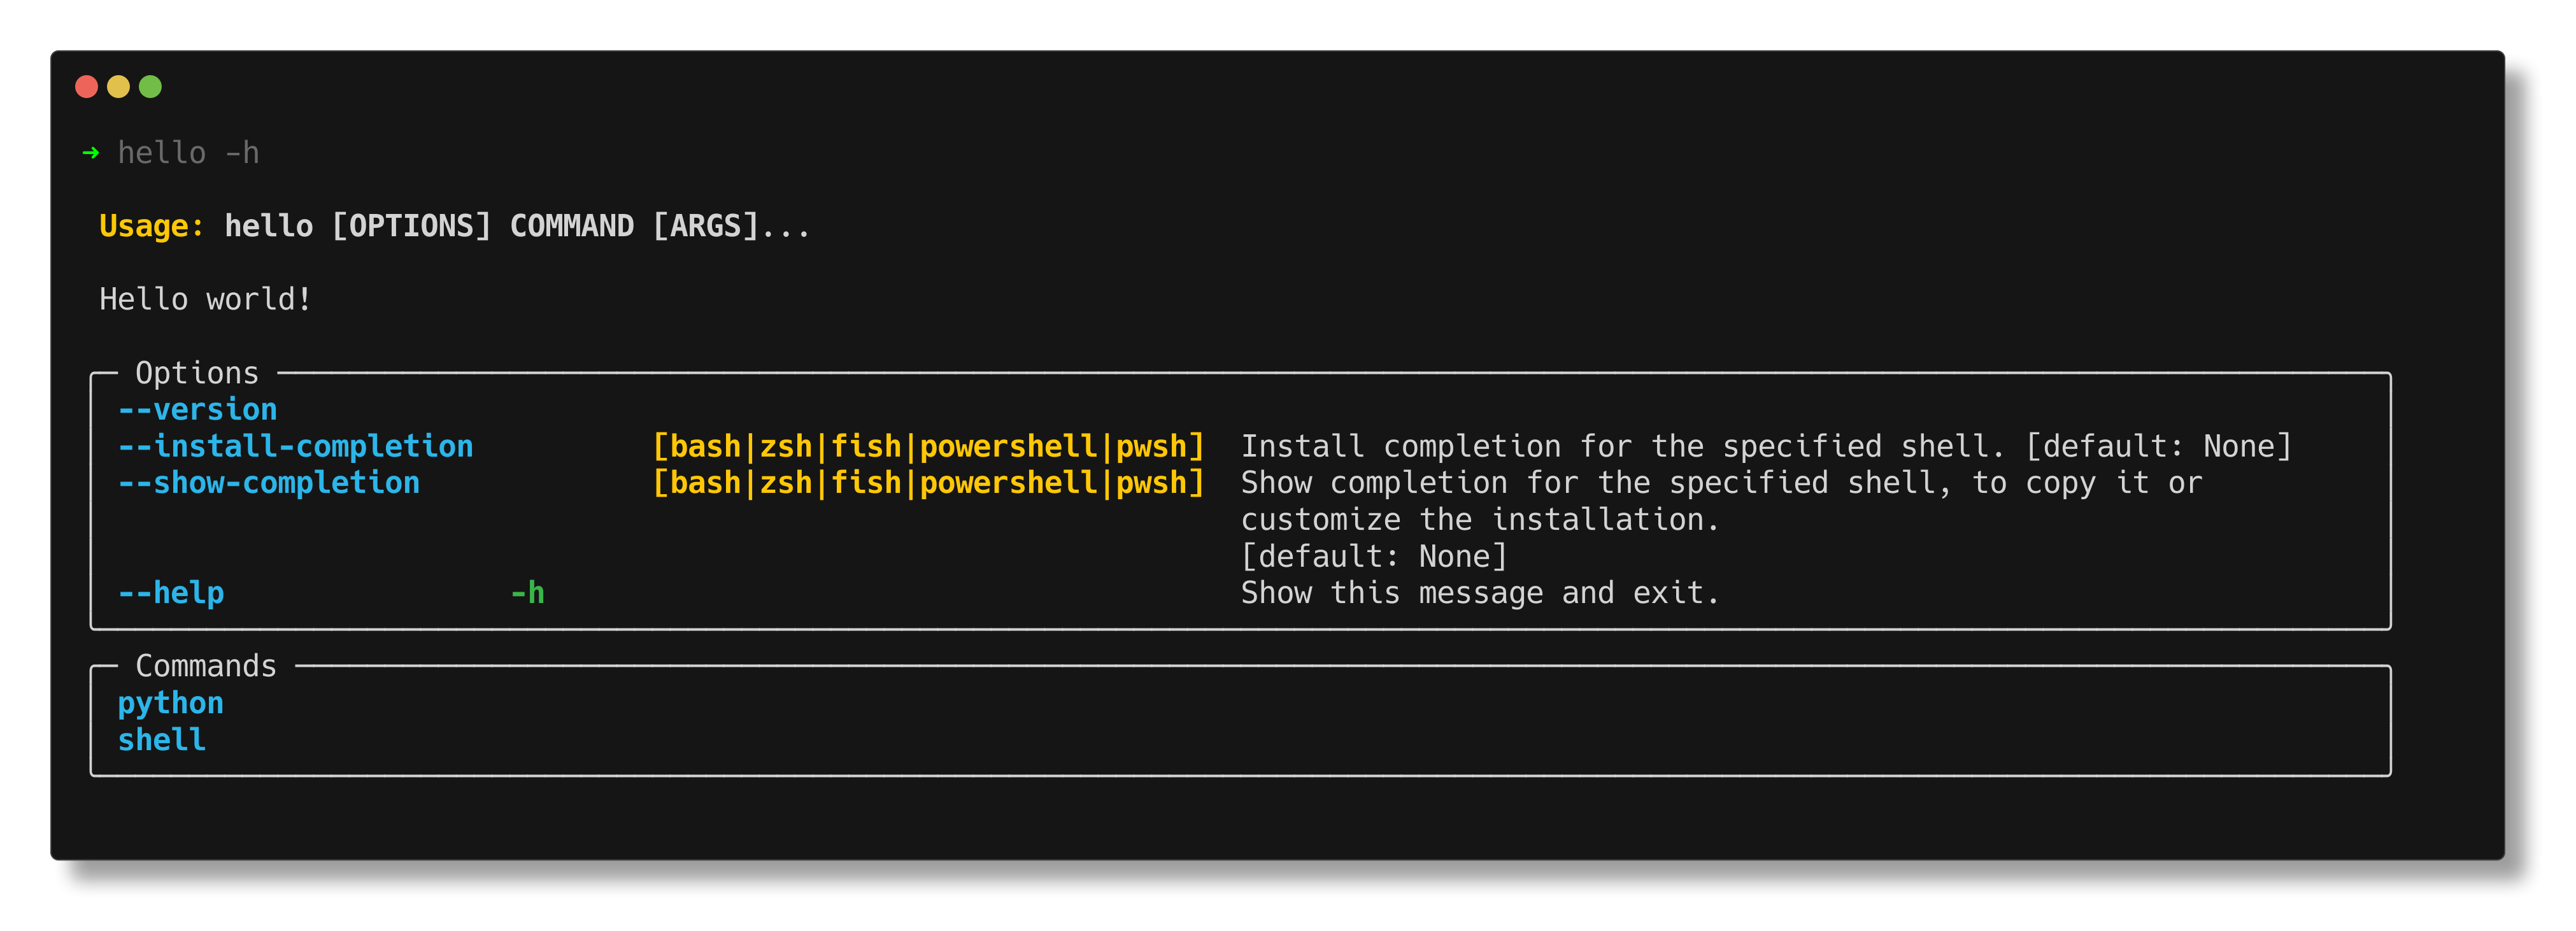 ➜ hello -h
Usage: hello [OPTIONS] COMMAND [ARGS]...
Hello world!
Options
--version
--install-completion [bash|zsh|fish|powershell|pwsh] Install completion for the specified shell. [default: None]
--show-completion [bash|zsh|fish|powershell|pwsh] Show completion for the specified shell, to copy it or
customize the installation.
[default: None]
--help -h Show this message and exit.
Commands
python
shell